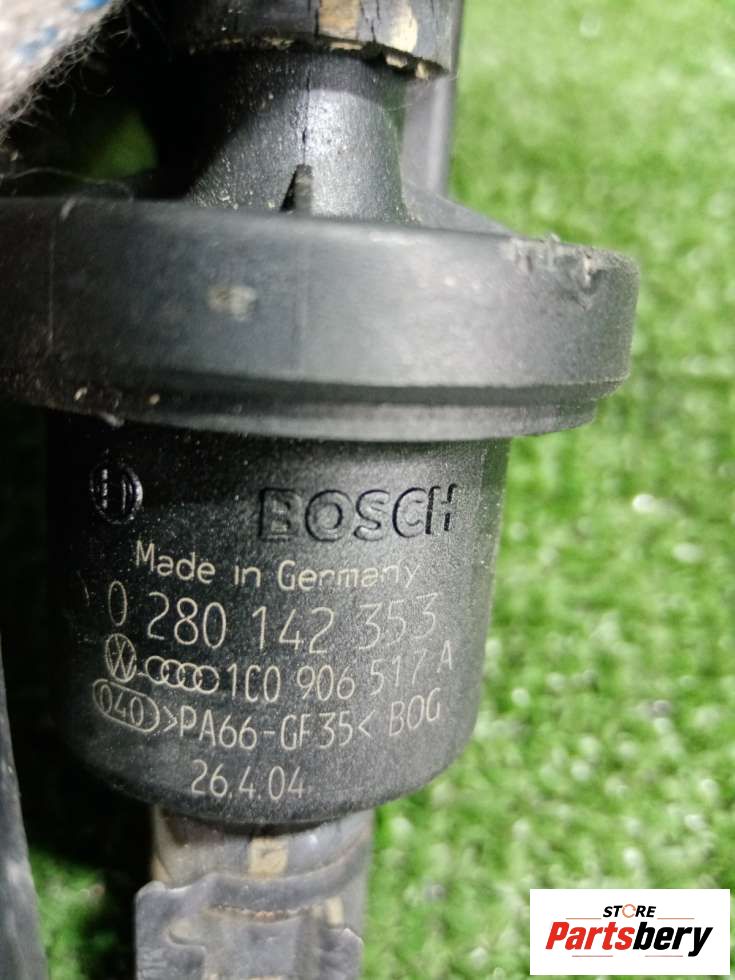 BOSCH
Made in Germany
0 280 142 353
1C0 906 517 A
040 >PA66-GF35< BOG
26.4.04
STORE
Partsbery